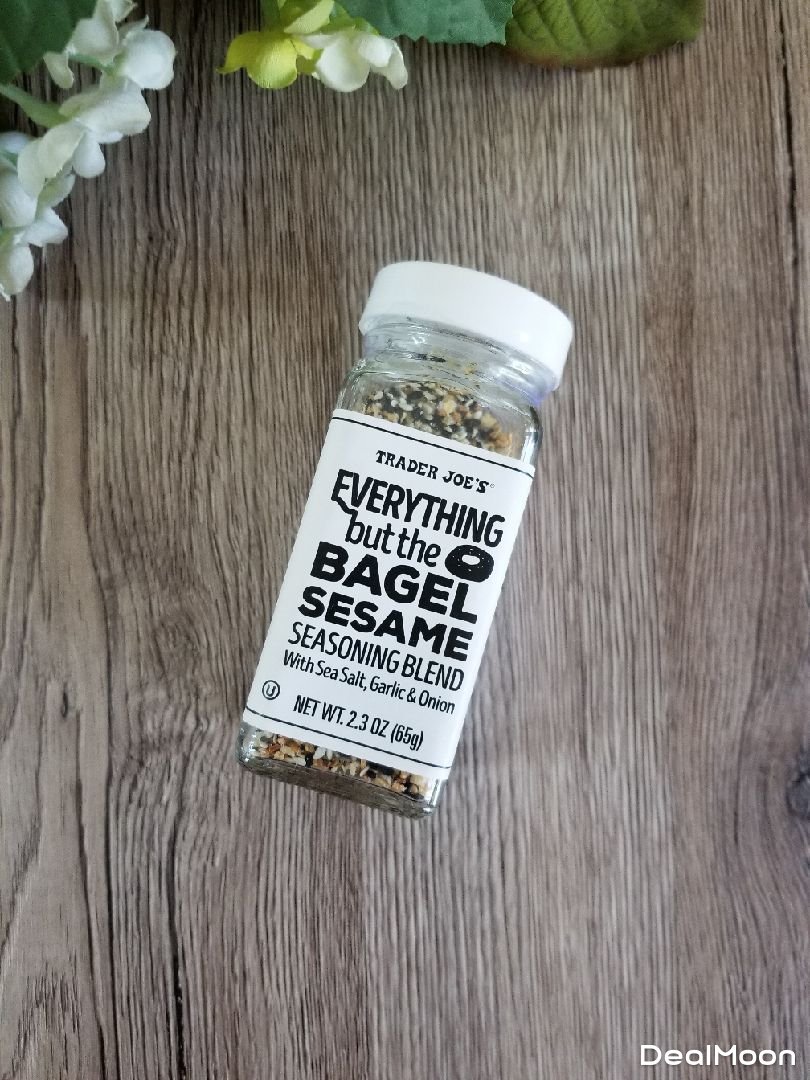 TRADER JOE'S®
EVERYTHING
but the
BAGEL
SESAME
SEASONING BLEND
With Sea Salt, Garlic & Onion
U
NET WT. 2.3 OZ (65g)
DealMoon